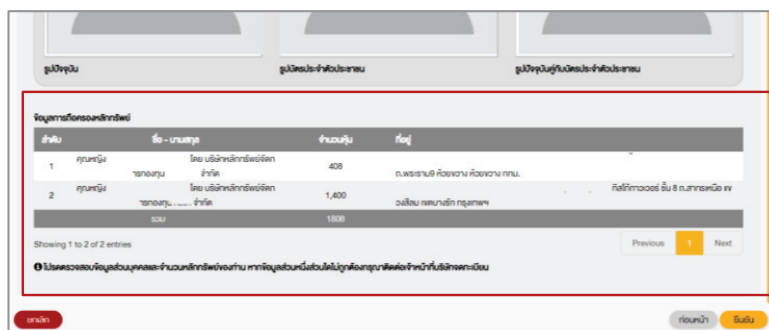 รูปปัจจุบัน รูปบัตรประจำตัวประชาชน รูปปัจจุบันคู่กับบัตรประจำตัวประชาชน
ข้อมูลการถือครองหลักทรัพย์
ลำดับ ชื่อ - นามสกุล จำนวนหุ้น ที่อยู่
1 คุณหญิง โดย บริษัทหลักทรัพย์จัดก 408
ารกองทุน จำกัด ถ.พระราม9 ห้วยขวาง ห้วยขวาง กทม.
2 คุณหญิง โดย บริษัทหลักทรัพย์จัดก 1,400 ทิสโก้ทาวเวอร์ ชั้น 8 ถ.สาทรเหนือ แข
ารกองทุน จำกัด วงสีลม เขตบางรัก กรุงเทพฯ
รวม 1808
Showing 1 to 2 of 2 entries Previous 1 Next
โปรดตรวจสอบข้อมูลส่วนบุคคลและจำนวนหลักทรัพย์ของท่าน หากข้อมูลส่วนหนึ่งส่วนใดไม่ถูกต้องกรุณาติดต่อเจ้าหน้าที่บริษัทจดทะเบียน
ยกเลิก ก่อนหน้า ยืนยัน